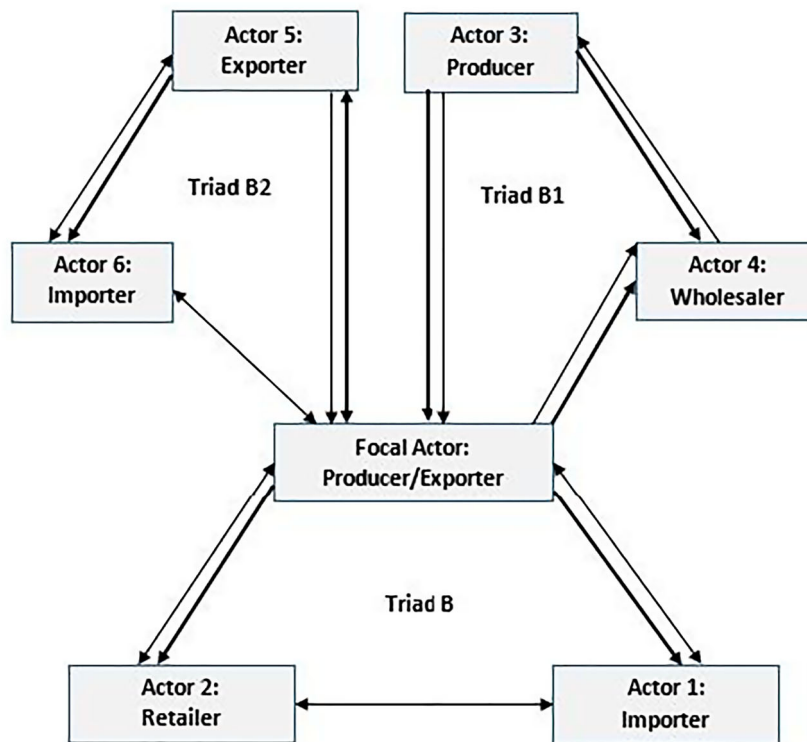 Actor 5:
Exporter
Actor 3:
Producer
Triad B2
Triad B1
Actor 6:
Importer
Actor 4:
Wholesaler
Focal Actor:
Producer/Exporter
Triad B
Actor 2:
Retailer
Actor 1:
Importer